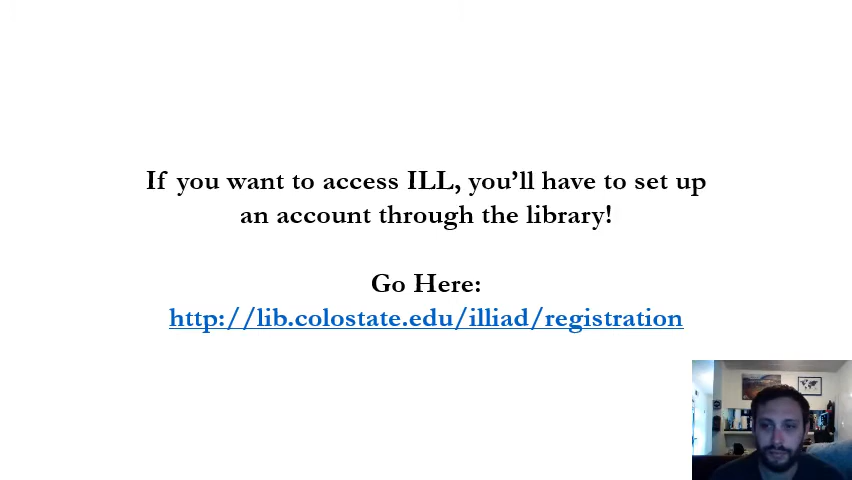 If you want to access ILL, you’ll have to set up
an account through the library!
Go Here:
http://lib.colostate.edu/illiad/registration